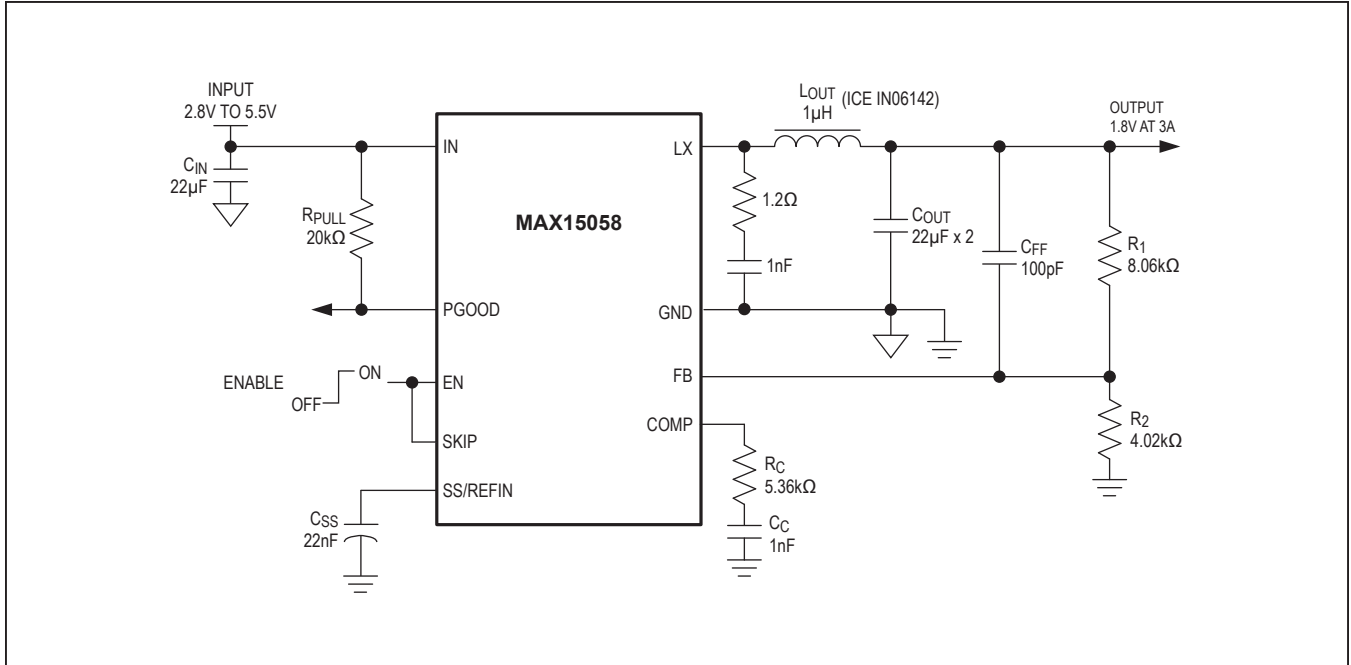 INPUT
2.8V TO 5.5V
CIN
22µF
RPULL
20kΩ
ENABLE
OFF
ON
CSS
22nF
MAX15058
IN
PGOOD
EN
SKIP
SS/REFIN
LX
GND
FB
COMP
LOUT (ICE IN06142)
1µH
OUTPUT
1.8V AT 3A
1.2Ω
1nF
COUT
22µF x 2
CFF
100pF
R1
8.06kΩ
R2
4.02kΩ
RC
5.36kΩ
CC
1nF